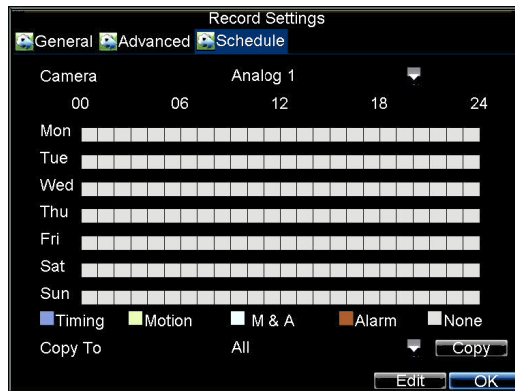 Record Settings
General Advanced Schedule
Camera Analog 1
00 06 12 18 24
Mon
Tue
Wed
Thu
Fri
Sat
Sun
Timing Motion M & A Alarm None
Copy To All Copy
Edit OK